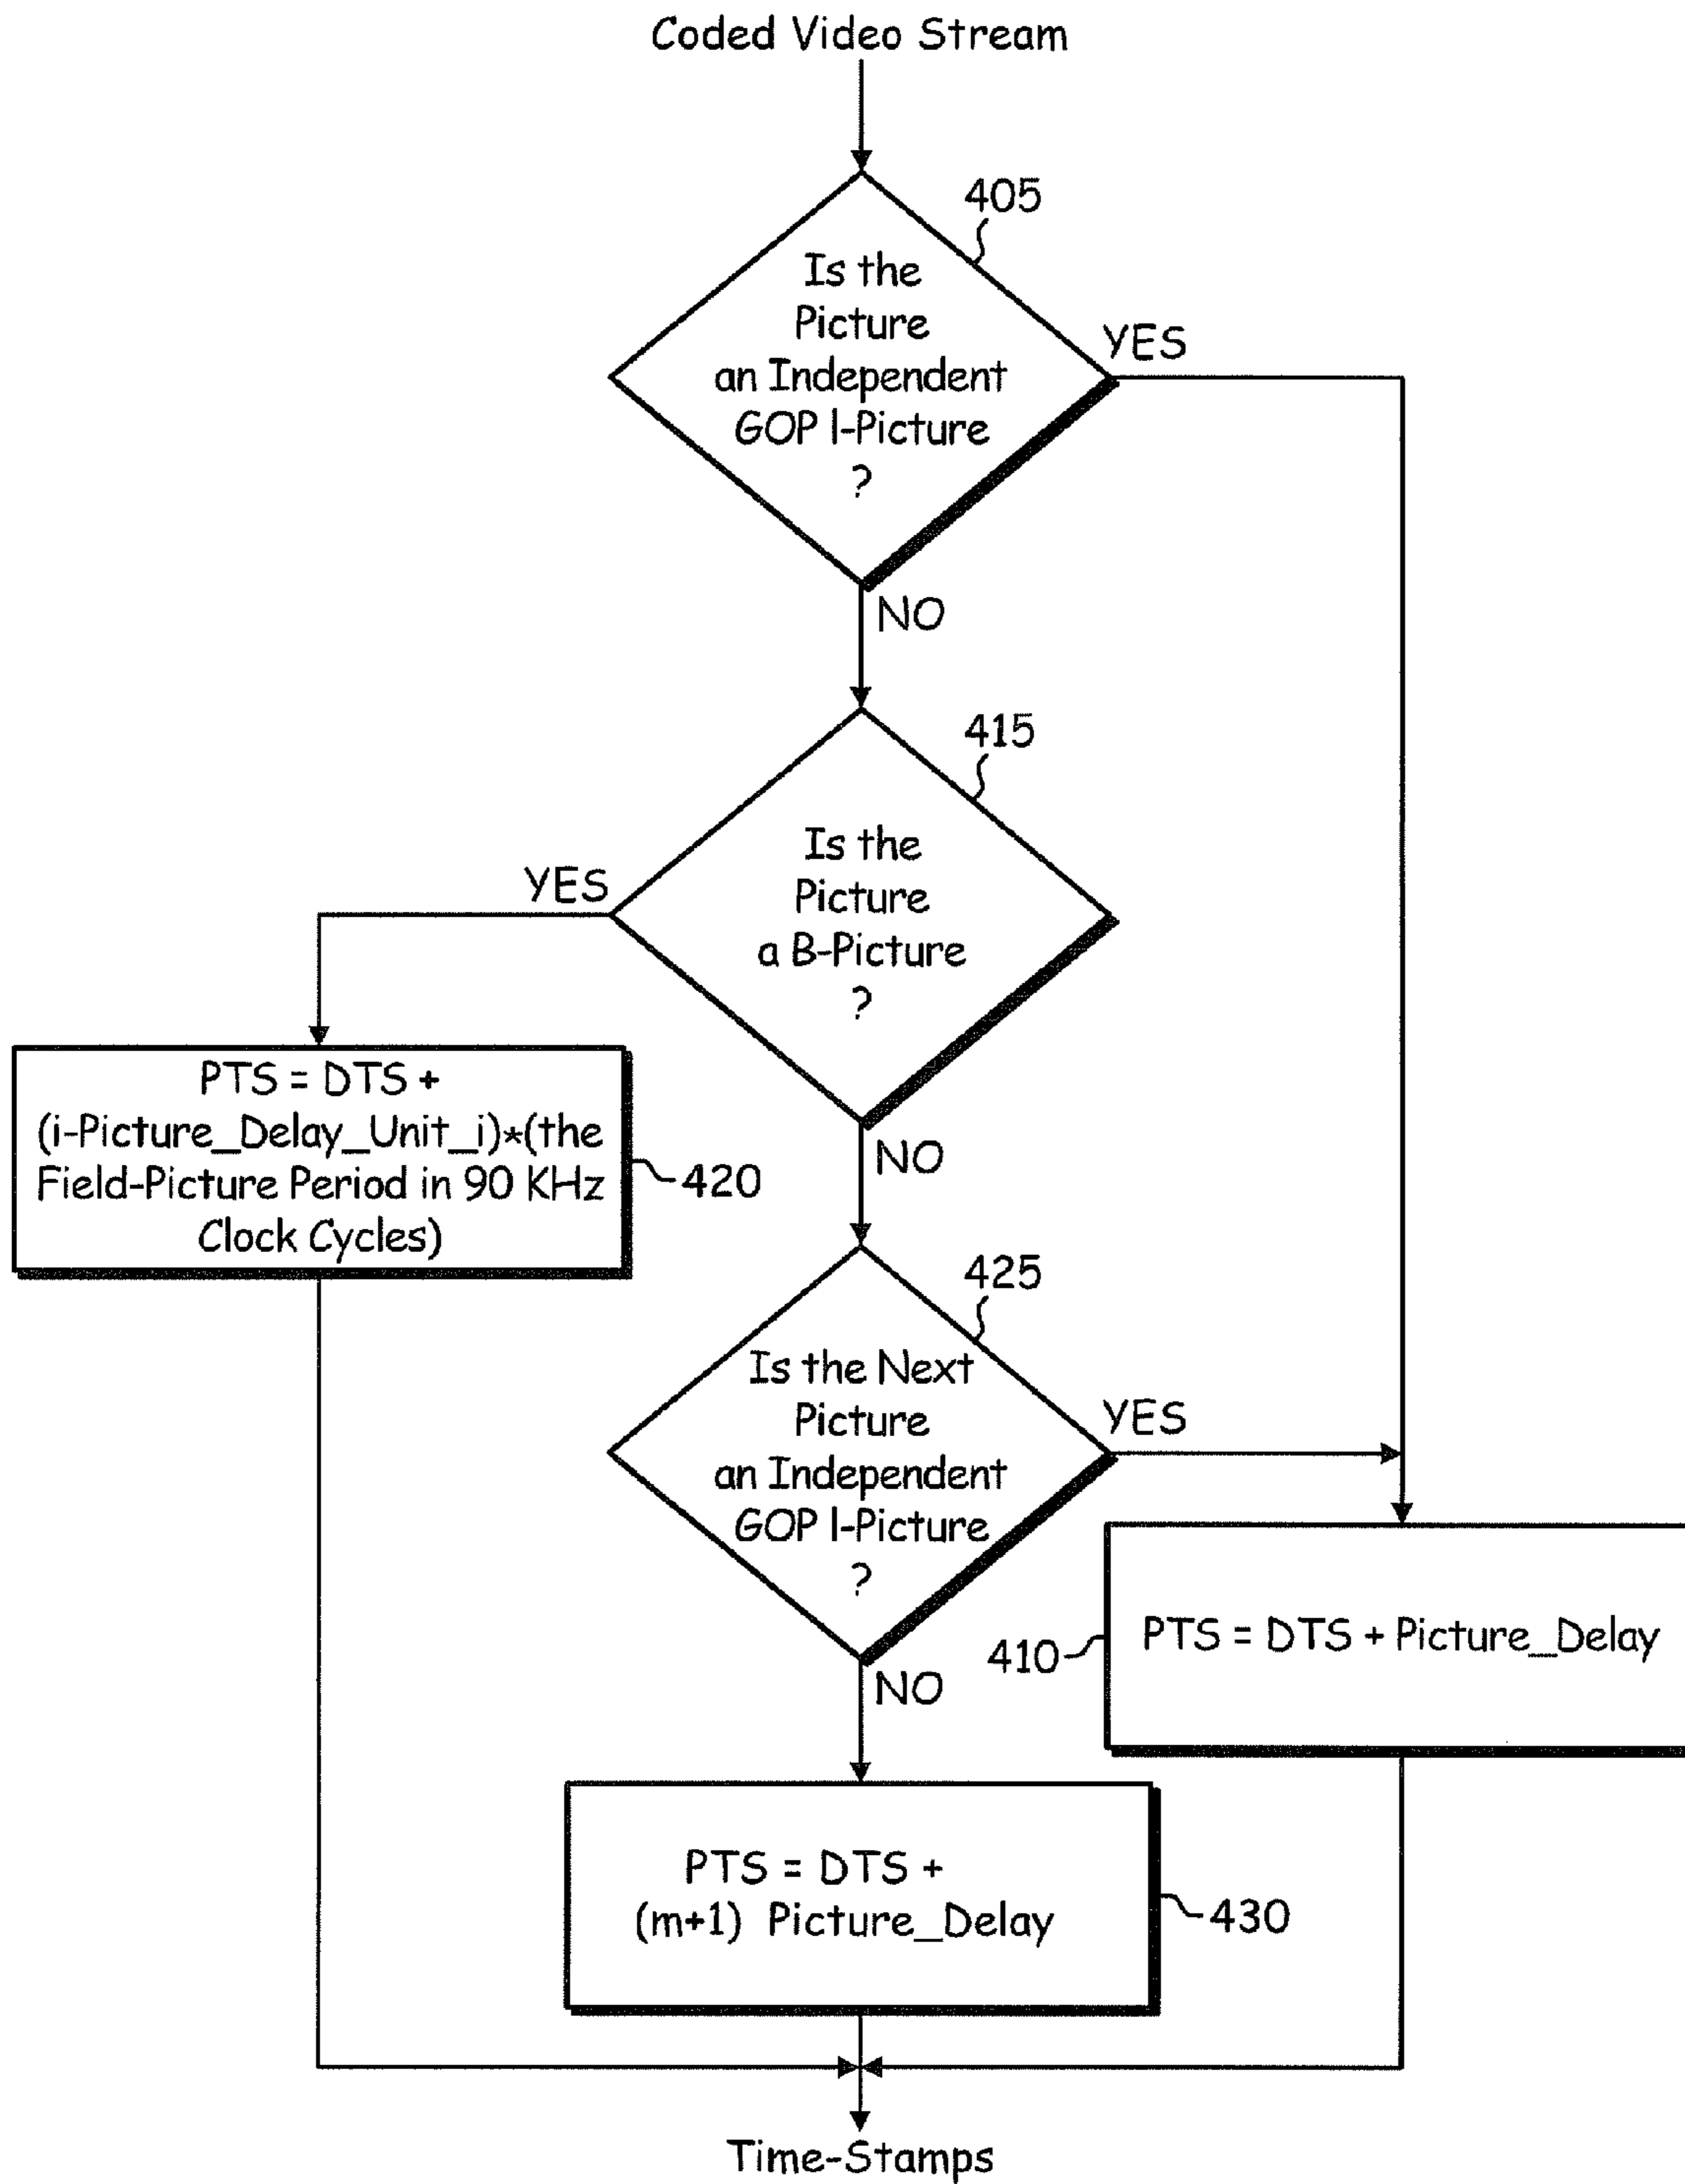 Coded Video Stream
405
Is the
Picture
an Independent
GOP I-Picture
?
YES
NO
415
Is the
Picture
a B-Picture
?
YES
NO
PTS = DTS +
(i-Picture_Delay_Unit_i)*(the
Field-Picture Period in 90 KHz
Clock Cycles)
420
425
Is the Next
Picture
an Independent
GOP I-Picture
?
YES
NO
410
PTS = DTS + Picture_Delay
PTS = DTS +
(m+1) Picture_Delay
430
Time-Stamps